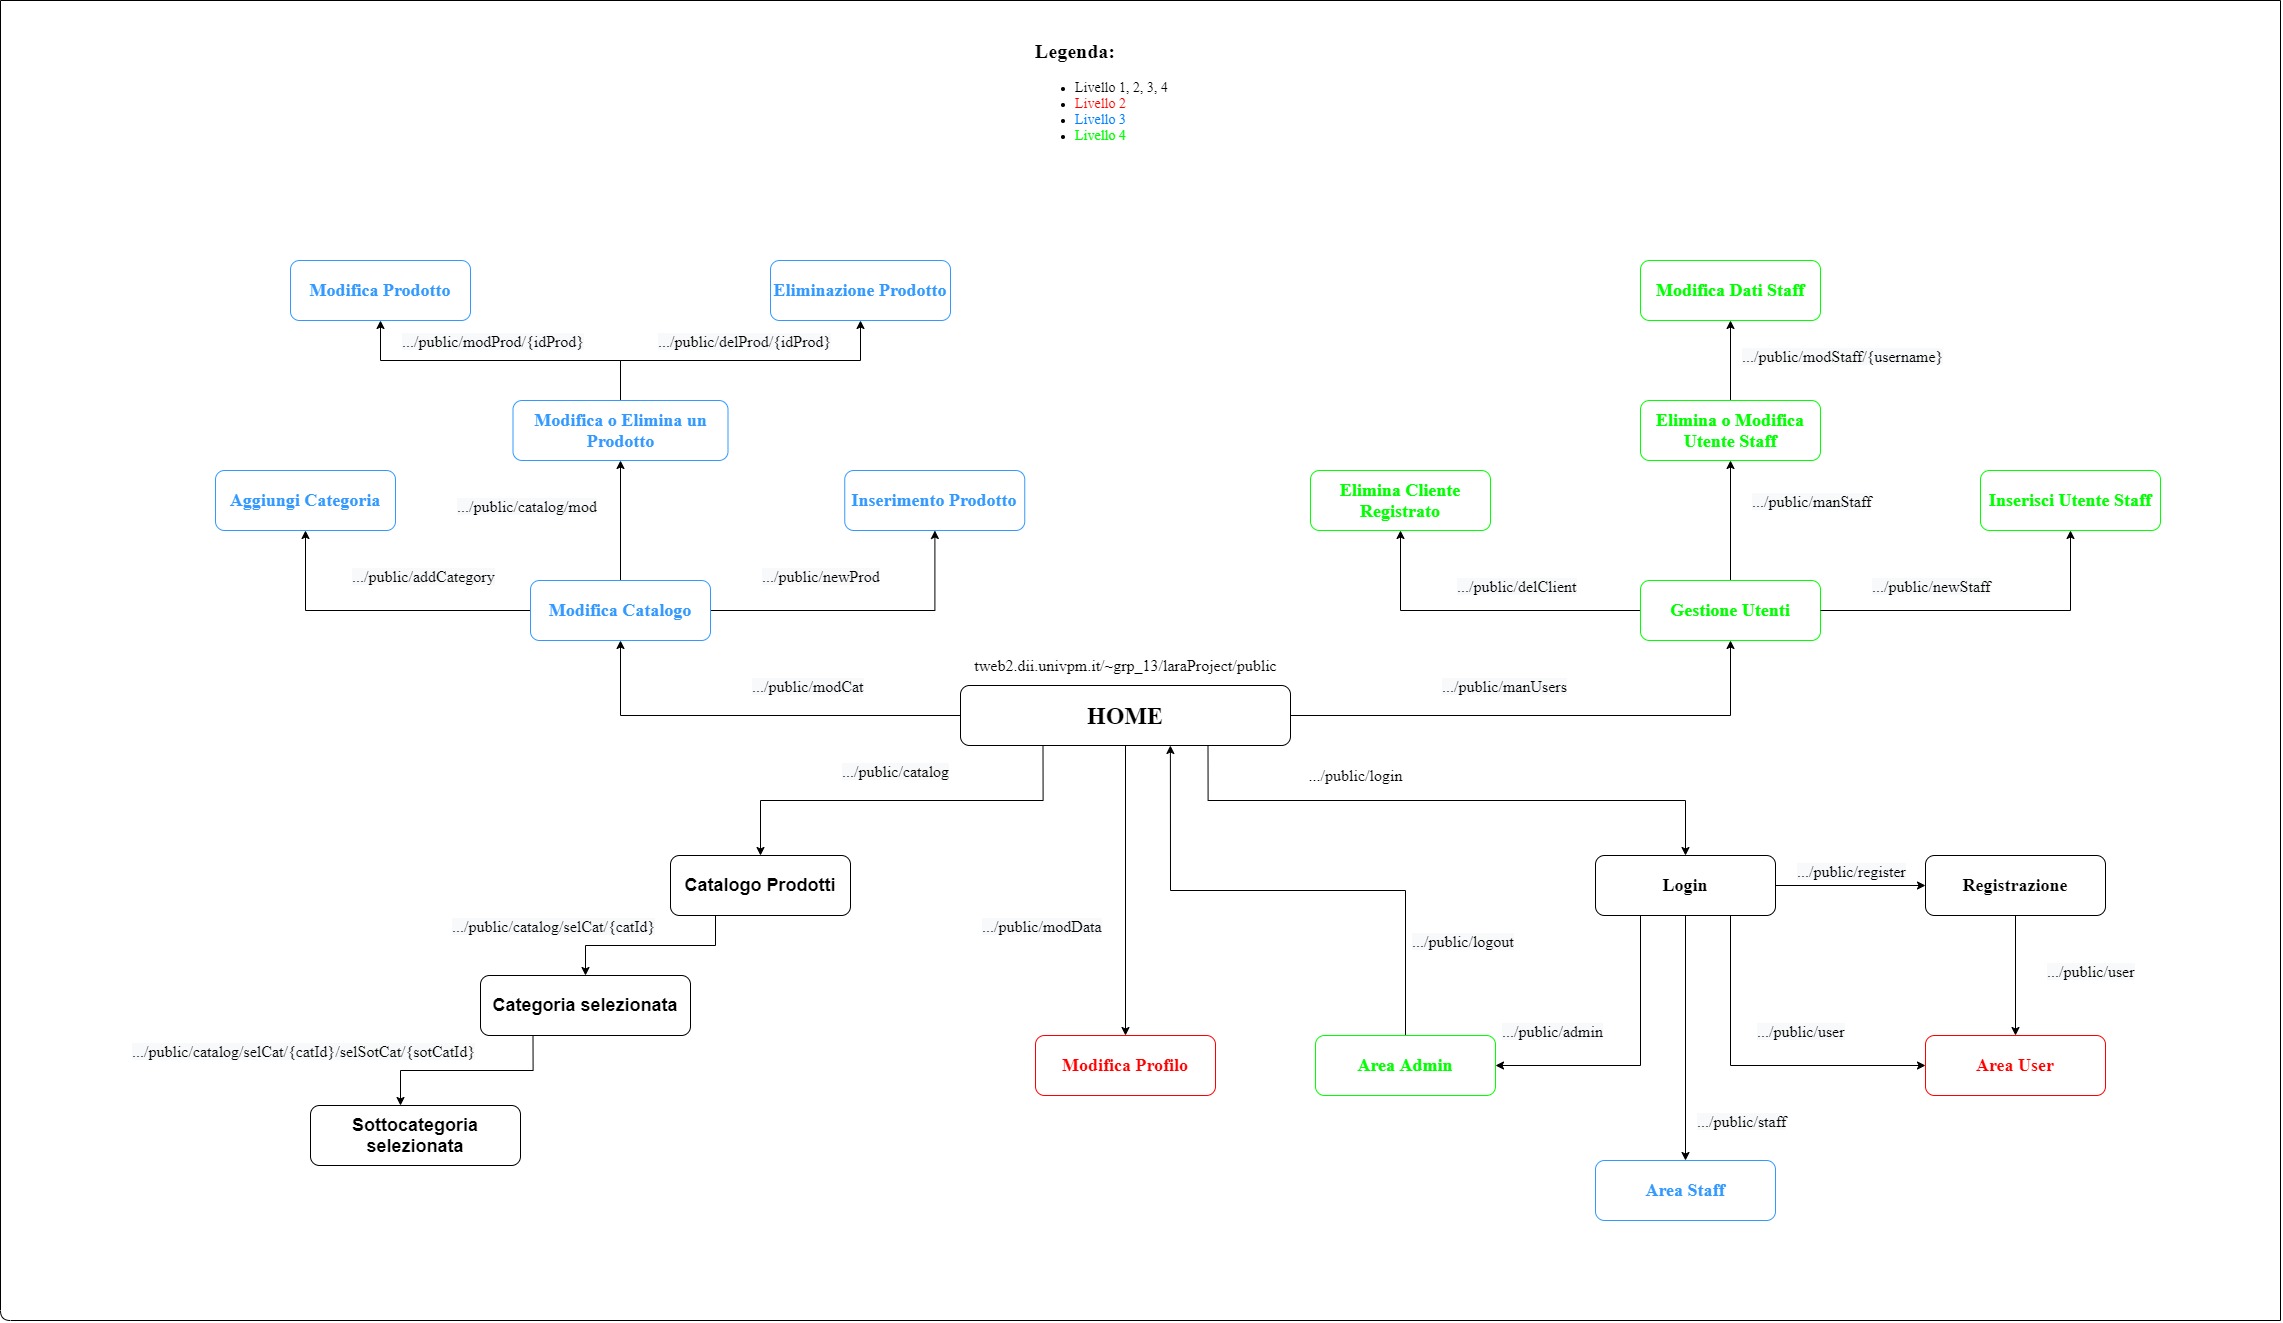 Legenda:
Livello 1, 2, 3, 4
Livello 2
Livello 3
Livello 4
Modifica Prodotto
Eliminazione Prodotto
Modifica Dati Staff
.../public/modProd/{idProd}
.../public/delProd/{idProd}
.../public/modStaff/{username}
Modifica o Elimina un
Prodotto
Elimina o Modifica
Utente Staff
Aggiungi Categoria
.../public/catalog/mod
Inserimento Prodotto
Elimina Cliente
Registrato
.../public/manStaff
Inserisci Utente Staff
.../public/addCategory
.../public/newProd
.../public/delClient
.../public/newStaff
Modifica Catalogo
Gestione Utenti
tweb2.dii.univpm.it/~grp_13/laraProject/public
.../public/modCat
.../public/manUsers
HOME
.../public/catalog
.../public/login
Catalogo Prodotti
Login
.../public/register
Registrazione
.../public/catalog/selCat/{catId}
.../public/modData
.../public/logout
.../public/user
Categoria selezionata
.../public/admin
.../public/user
.../public/catalog/selCat/{catId}/selSotCat/{sotCatId}
Modifica Profilo
Area Admin
Area User
Sottocategoria
selezionata
.../public/staff
Area Staff